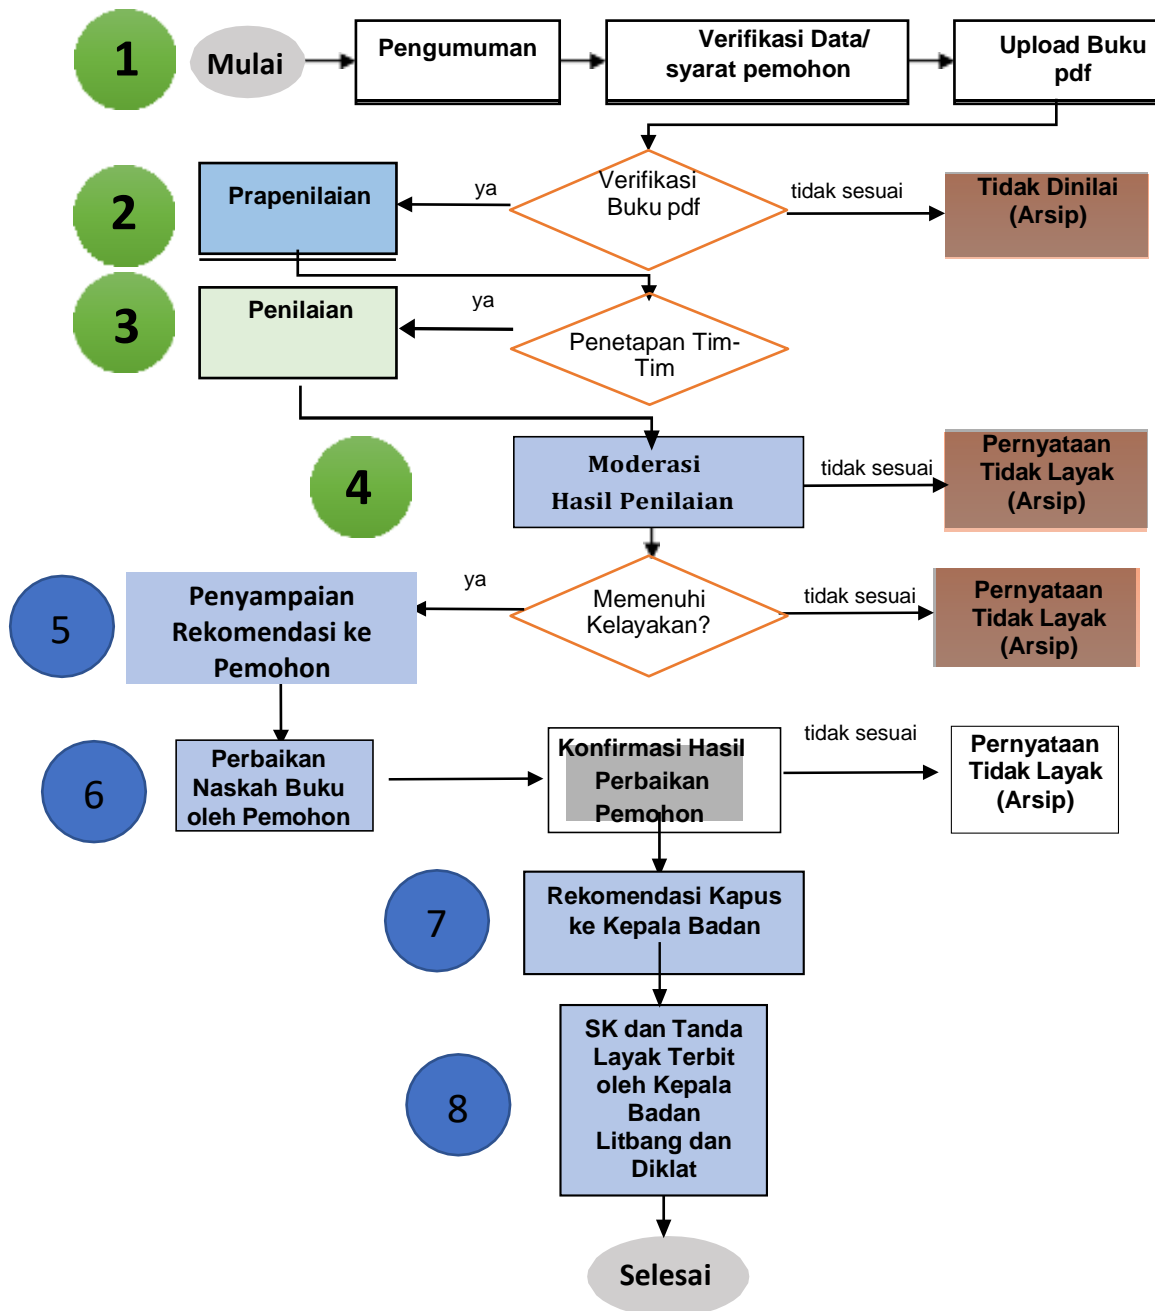 1
Mulai
Pengumuman
Verifikasi Data/
syarat pemohon
Upload Buku
pdf
2
Prapenilaian
ya
Verifikasi
Buku pdf
tidak sesuai
Tidak Dinilai
(Arsip)
3
Penilaian
ya
Penetapan Tim-
Tim
4
Moderasi
Hasil Penilaian
tidak sesuai
Pernyataan
Tidak Layak
(Arsip)
5
Penyampaian
Rekomendasi ke
Pemohon
ya
Memenuhi
Kelayakan?
tidak sesuai
Pernyataan
Tidak Layak
(Arsip)
6
Perbaikan
Naskah Buku
oleh Pemohon
Konfirmasi Hasil
Perbaikan
Pemohon
tidak sesuai
Pernyataan
Tidak Layak
(Arsip)
7
Rekomendasi Kapus
ke Kepala Badan
8
SK dan Tanda
Layak Terbit
oleh Kepala
Badan
Litbang dan
Diklat
Selesai